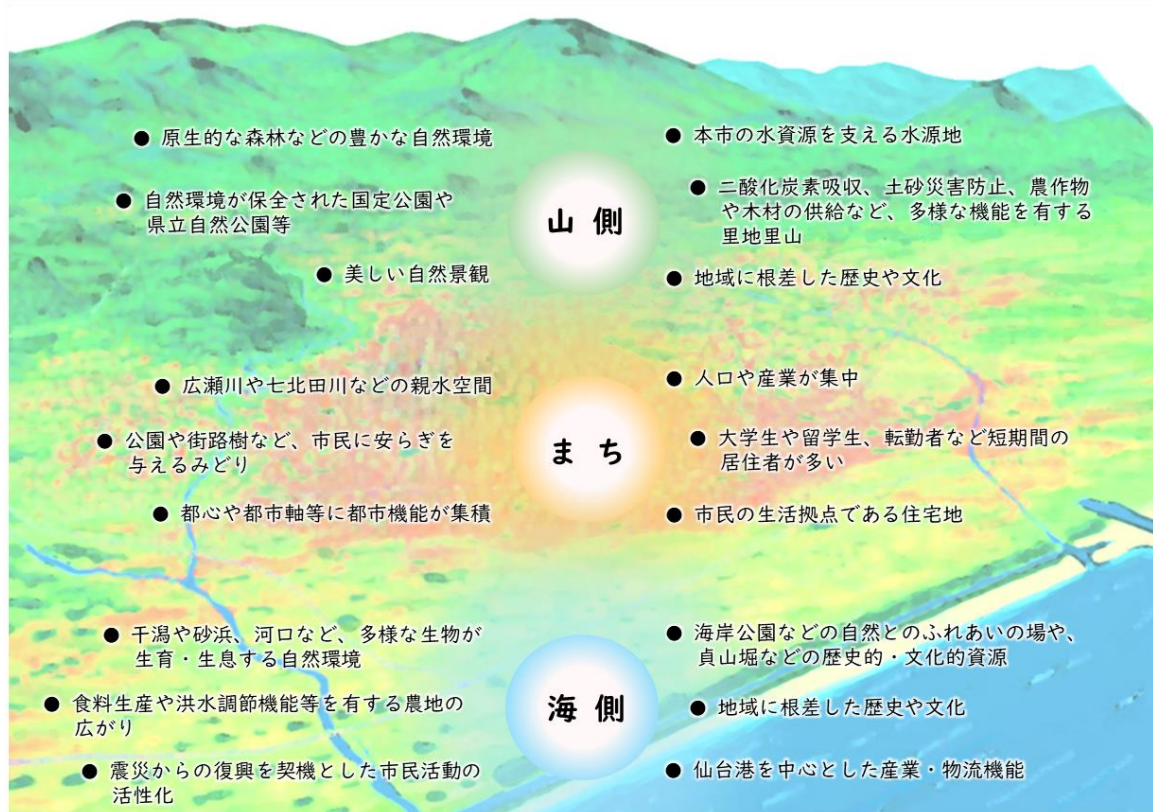 ● 原生的な森林などの豊かな自然環境
● 自然環境が保全された国定公園や
県立自然公園等
● 美しい自然景観
山 側
● 本市の水資源を支える水源地
● 二酸化炭素吸収、土砂災害防止、農作物
や木材の供給など、多様な機能を有する
里地里山
● 地域に根差した歴史や文化
● 広瀬川や七北田川などの親水空間
● 公園や街路樹など、市民に安らぎを
与えるみどり
● 都心や都市軸等に都市機能が集積
ま ち
● 人口や産業が集中
● 大学生や留学生、転勤者など短期間の
居住者が多い
● 市民の生活拠点である住宅地
● 干潟や砂浜、河口など、多様な生物が
生育・生息する自然環境
● 食料生産や洪水調節機能等を有する農地の
広がり
● 震災からの復興を契機とした市民活動の
活性化
海 側
● 海岸公園などの自然とのふれあいの場や、
貞山堀などの歴史的・文化的資源
● 地域に根差した歴史や文化
● 仙台港を中心とした産業・物流機能